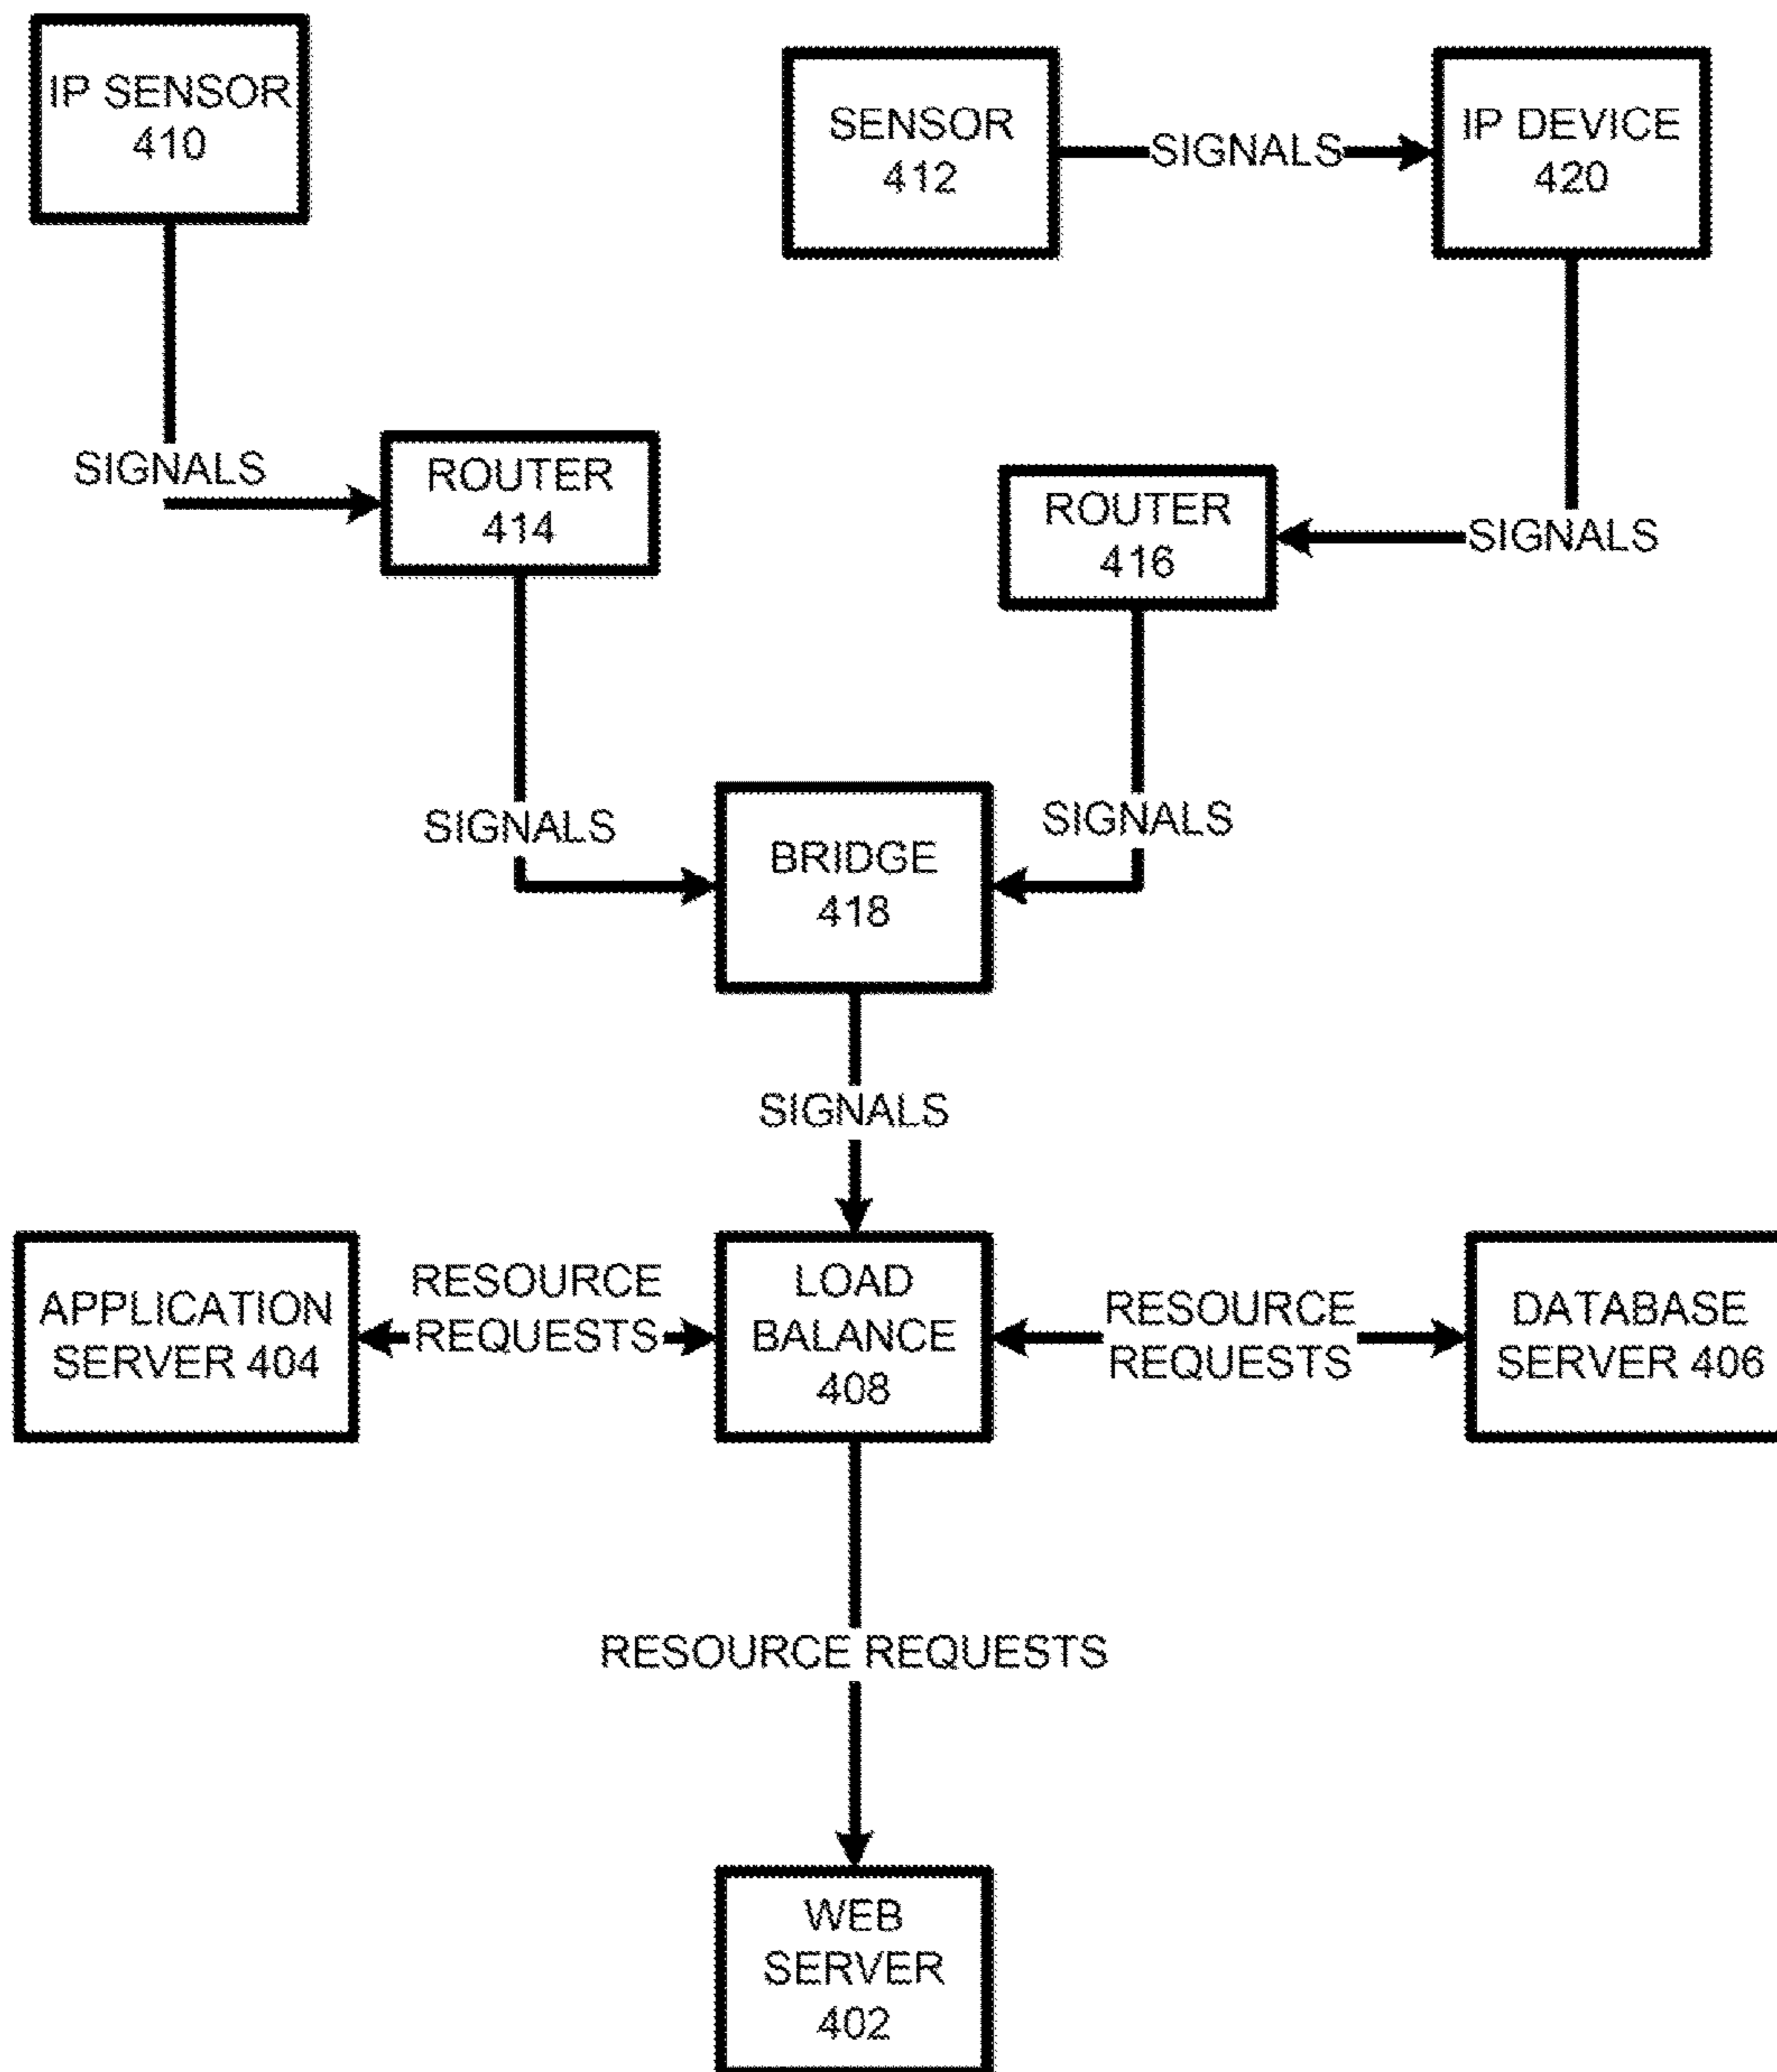 IP SENSOR
410
SENSOR
412
SIGNALS
IP DEVICE
420
SIGNALS
ROUTER
414
ROUTER
416
SIGNALS
SIGNALS
BRIDGE
418
SIGNALS
SIGNALS
APPLICATION
SERVER 404
RESOURCE
REQUESTS
LOAD
BALANCE
408
RESOURCE
REQUESTS
DATABASE
SERVER 406
RESOURCE REQUESTS
WEB
SERVER
402